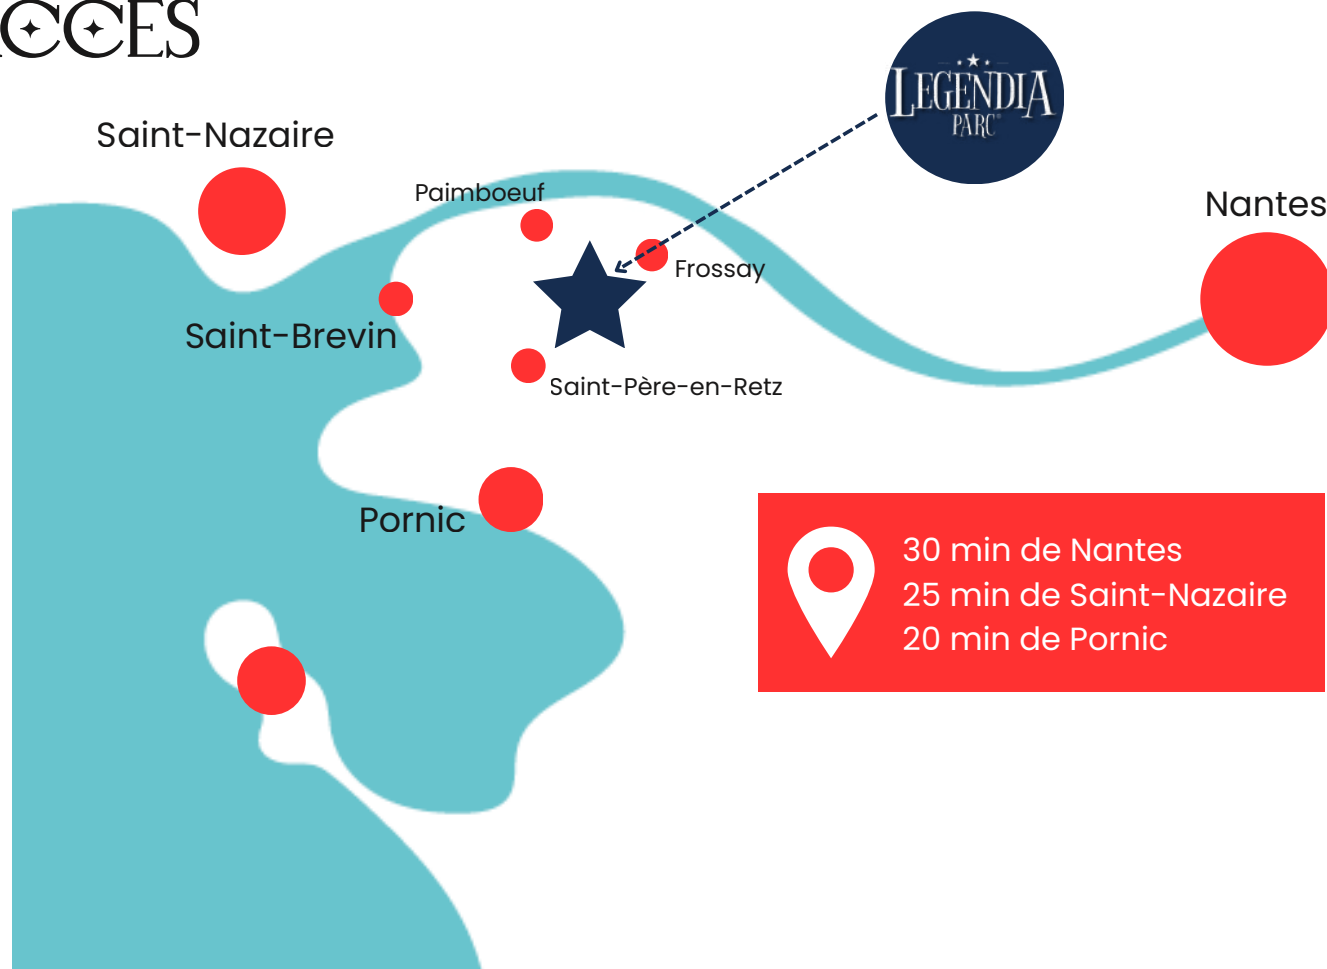 CCES
LEGENDIA
PARC
Saint-Nazaire
Paimboeuf
Nantes
Frossay
Saint-Brevin
Saint-Père-en-Retz
Pornic
30 min de Nantes
25 min de Saint-Nazaire
20 min de Pornic